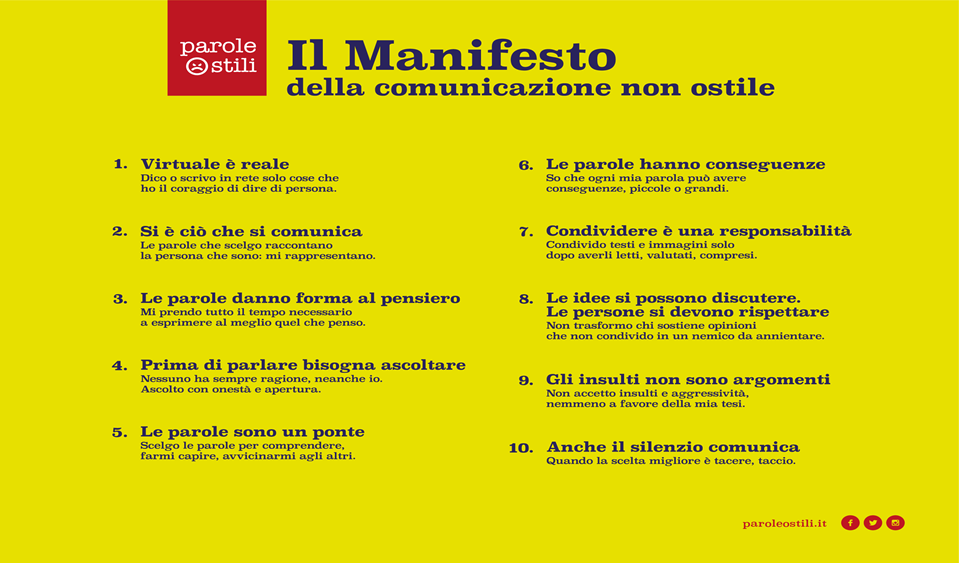 parole
ostili
Il Manifesto
della comunicazione non ostile
1. Virtuale è reale
Dico o scrivo in rete solo cose che
ho il coraggio di dire di persona.
2. Si è ciò che si comunica
Le parole che scelgo raccontano
la persona che sono: mi rappresentano.
3. Le parole danno forma al pensiero
Mi prendo tutto il tempo necessario
a esprimere al meglio quel che penso.
4. Prima di parlare bisogna ascoltare
Nessuno ha sempre ragione, neanche io.
Ascolto con onestà e apertura.
5. Le parole sono un ponte
Scelgo le parole per comprendere,
farmi capire, avvicinarmi agli altri.
6. Le parole hanno conseguenze
So che ogni mia parola può avere
conseguenze, piccole o grandi.
7. Condividere è una responsabilità
Condivido testi e immagini solo
dopo averli letti, valutati, compresi.
8. Le idee si possono discutere.
Le persone si devono rispettare
Non trasformo chi sostiene opinioni
che non condivido in un nemico da annientare.
9. Gli insulti non sono argomenti
Non accetto insulti e aggressività,
nemmeno a favore della mia tesi.
10. Anche il silenzio comunica
Quando la scelta migliore è tacere, taccio.
paroleostili.it